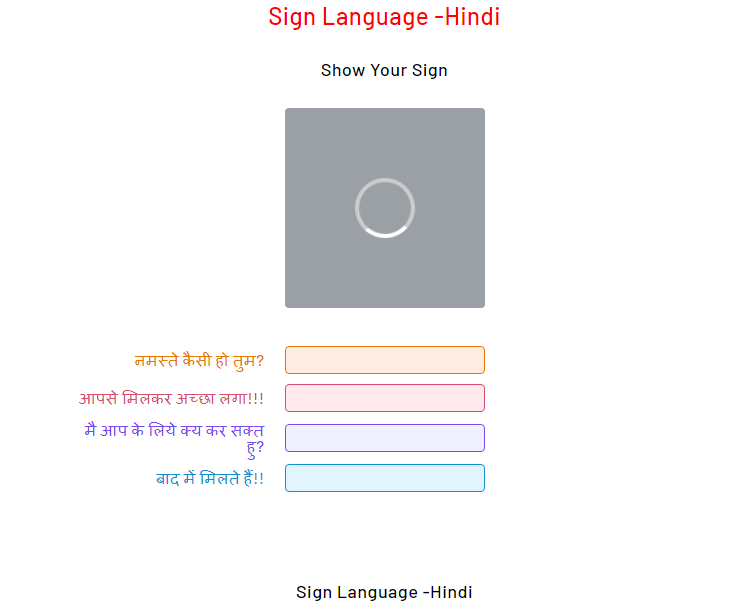 Sign Language -Hindi
Show Your Sign
नमस्ते कैसी हो तुम?
आपसे मिलकर अच्छा लगा!!!
मै आप के लिये क्य कर सक्त
हु?
बाद में मिलते हैं!!
Sign Language -Hindi